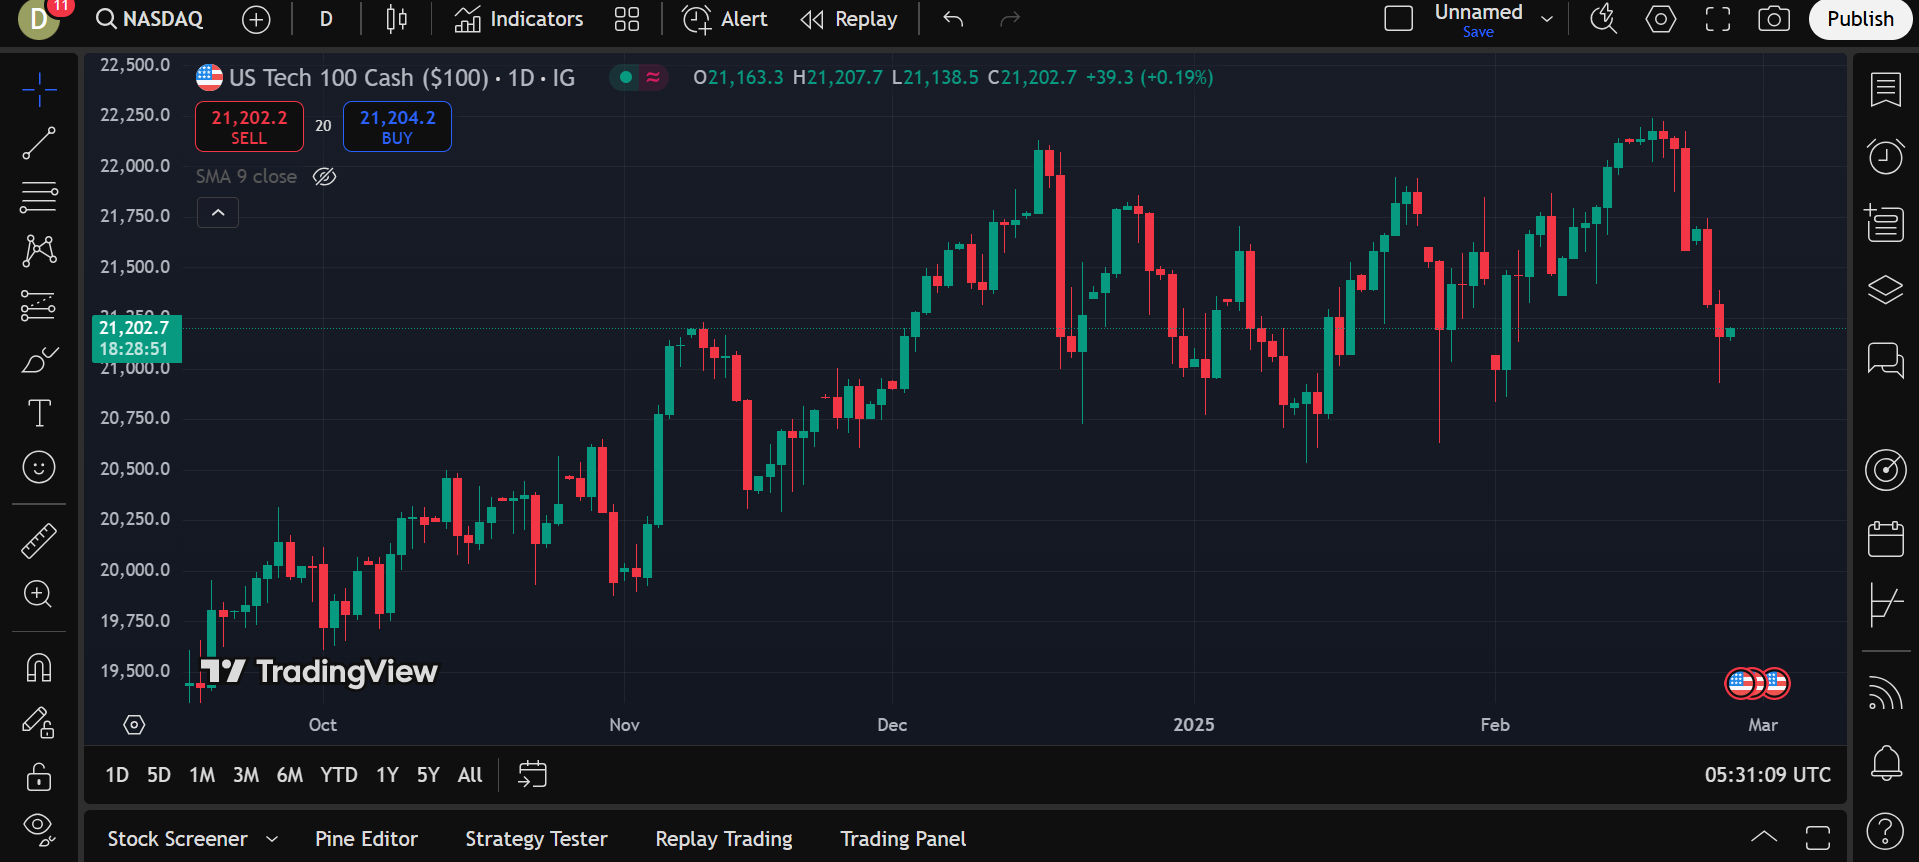 D 11 NASDAQ D Indicators Alert Replay Unnamed Save Publish
US Tech 100 Cash ($100) · 1D · IG O21,163.3 H21,207.7 L21,138.5 C21,202.7 +39.3 (+0.19%)
21,202.2 SELL 20 21,204.2 BUY
SMA 9 close
22,500.0
22,250.0
22,000.0
21,750.0
21,500.0
21,250.0
21,202.7
18:28:51
21,000.0
20,750.0
20,500.0
20,250.0
20,000.0
19,750.0
19,500.0
TradingView
Oct Nov Dec 2025 Feb Mar
1D 5D 1M 3M 6M YTD 1Y 5Y All 05:31:09 UTC
Stock Screener Pine Editor Strategy Tester Replay Trading Trading Panel